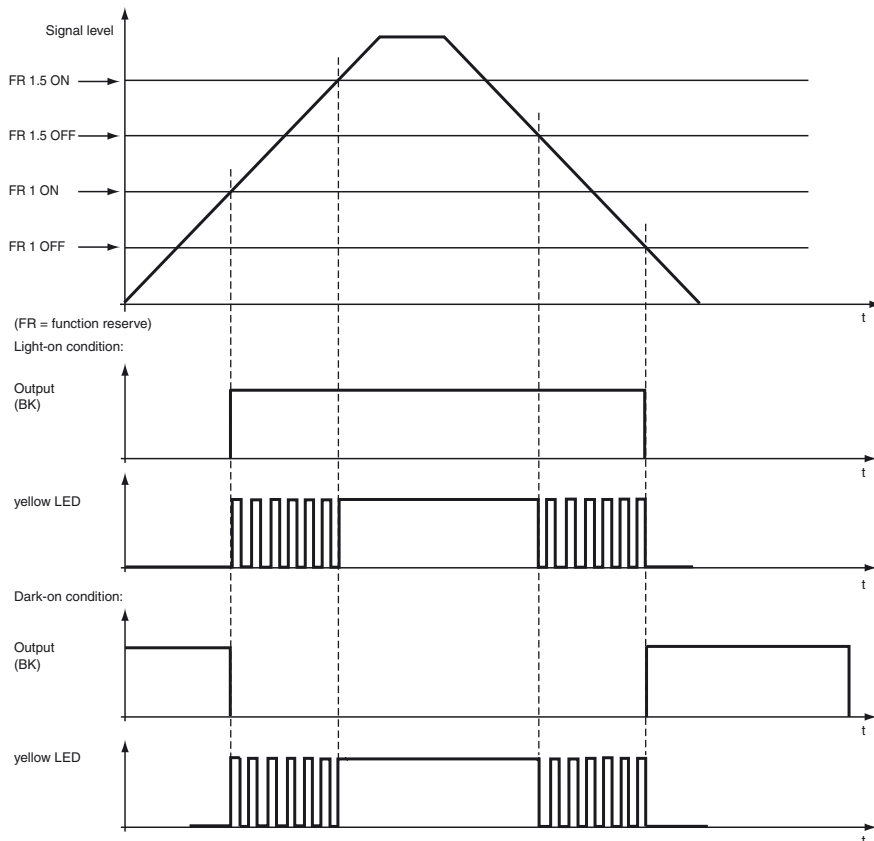 Signal level
FR 1.5 ON
FR 1.5 OFF
FR 1 ON
FR 1 OFF
t
(FR = function reserve)
Light-on condition:
Output
(BK)
t
yellow LED
t
Dark-on condition:
Output
(BK)
t
yellow LED
t